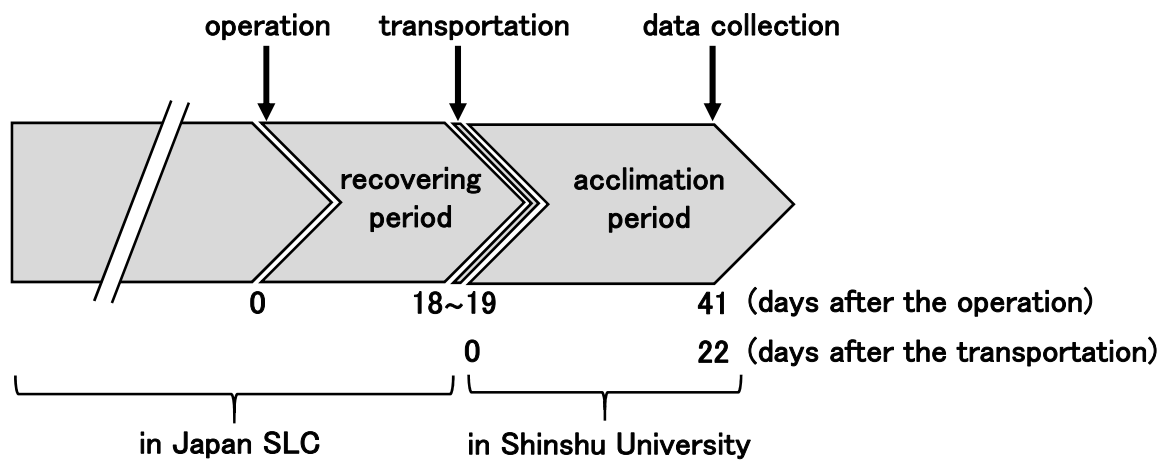 operation
transportation
data collection
recovering
period
acclimation
period
0
18~19
41 (days after the operation)
0
22 (days after the transportation)
in Japan SLC
in Shinshu University